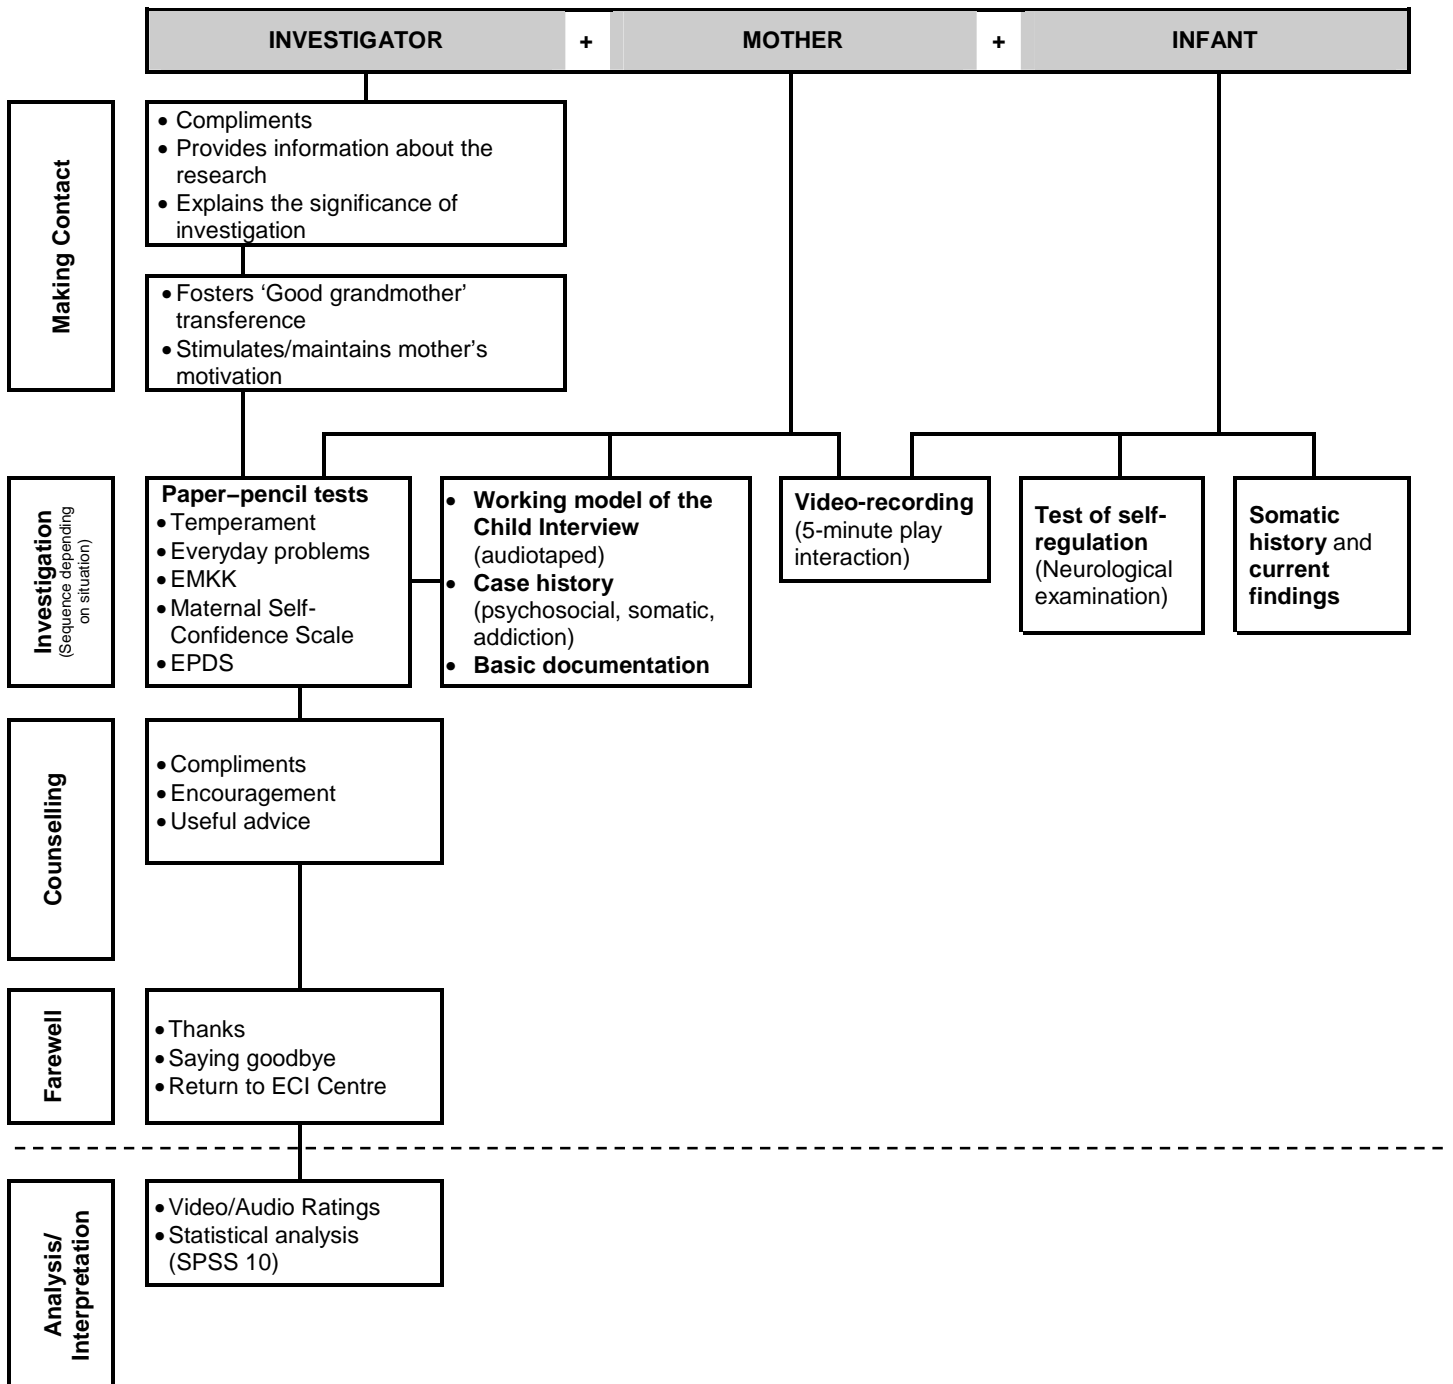 INVESTIGATOR + MOTHER + INFANT
Making Contact
• Compliments
• Provides information about the
research
• Explains the significance of
investigation
• Fosters ‘Good grandmother’
transference
• Stimulates/maintains mother’s
motivation
Investigation
(Sequence depending
on situation)
Paper–pencil tests
• Temperament
• Everyday problems
• EMKK
• Maternal Self-
Confidence Scale
• EPDS
• Working model of the
Child Interview
(audiotaped)
• Case history
(psychosocial, somatic,
addiction)
• Basic documentation
Video-recording
(5-minute play
interaction)
Test of self-
regulation
(Neurological
examination)
Somatic
history and
current
findings
Counselling
• Compliments
• Encouragement
• Useful advice
Farewell
• Thanks
• Saying goodbye
• Return to ECI Centre
Analysis/
Interpretation
• Video/Audio Ratings
• Statistical analysis
(SPSS 10)